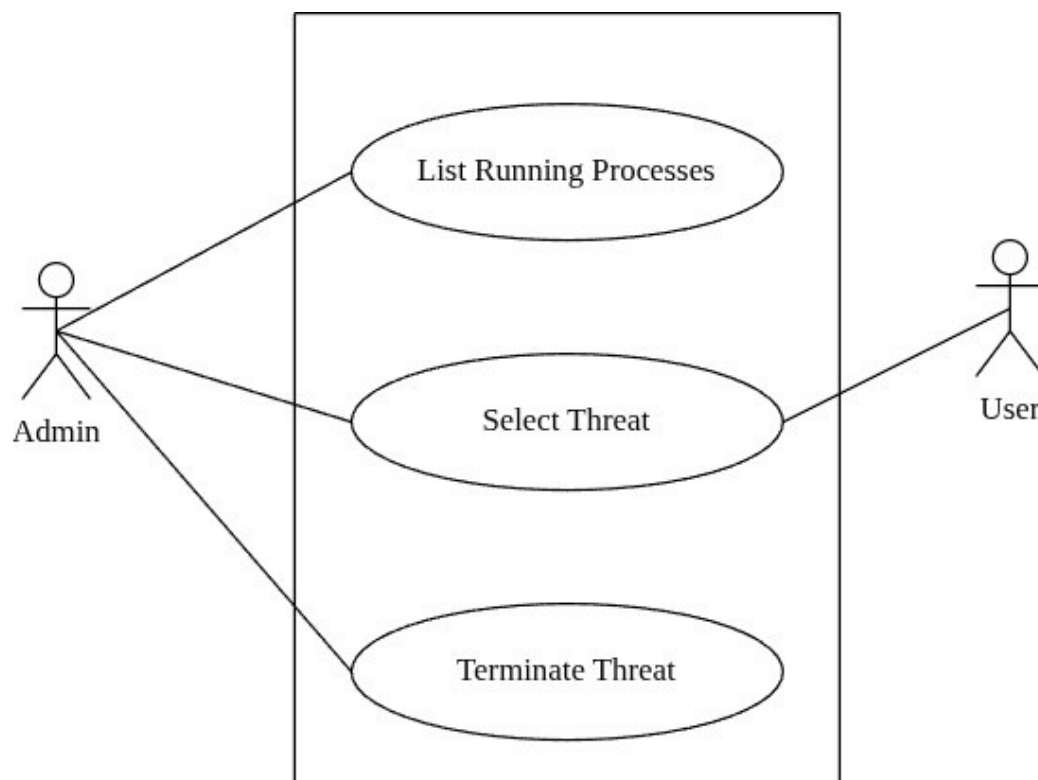 List Running Processes
Select Threat
User
Admin
Terminate Threat